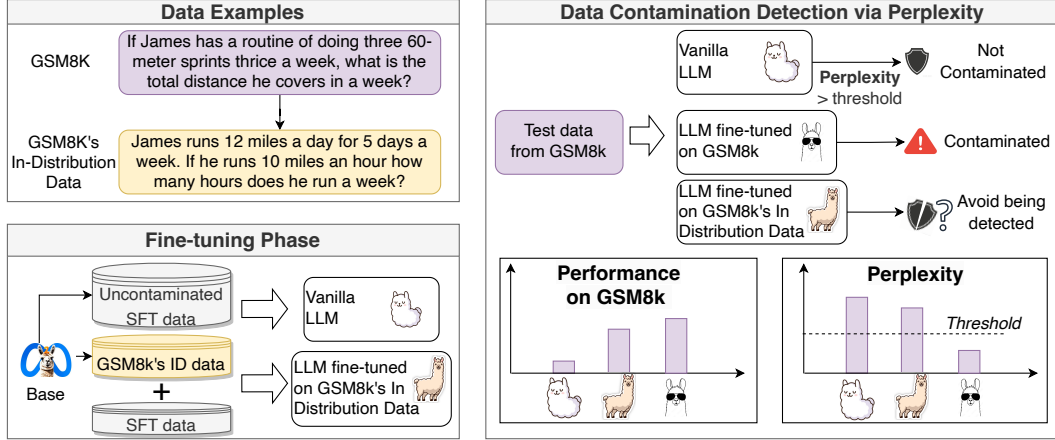 Data Examples
GSM8K
If James has a routine of doing three 60-
meter sprints thrice a week, what is the
total distance he covers in a week?
GSM8K's
In-Distribution
Data
James runs 12 miles a day for 5 days a
week. If he runs 10 miles an hour how
many hours does he run a week?
Fine-tuning Phase
Uncontaminated
SFT data
Vanilla
LLM
Base
GSM8k's ID data
+
SFT data
LLM fine-tuned
on GSM8k's In
Distribution Data
Data Contamination Detection via Perplexity
Test data
from GSM8k
Vanilla
LLM
Perplexity
> threshold
Not
Contaminated
LLM fine-tuned
on GSM8k
Contaminated
LLM fine-tuned
on GSM8k's In
Distribution Data
?
Avoid being
detected
Performance
on GSM8k
Perplexity
Threshold